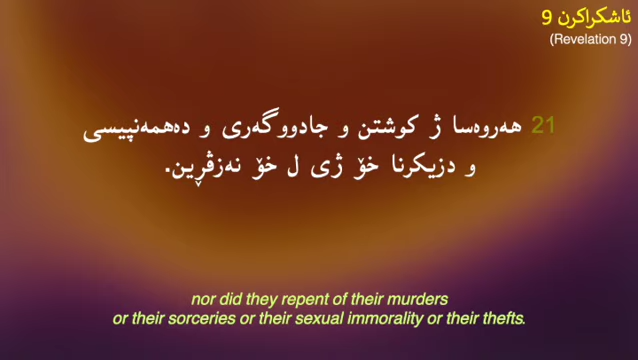 ئاشکراکرن 9
(Revelation 9)
21 هەروەسا ژ کوشتن و جادووگەری و دەهمەنپیسی
و دزیکرنا خۆ ژی ل خۆ نەزڤڕین.
nor did they repent of their murders
or their sorceries or their sexual immorality or their thefts.